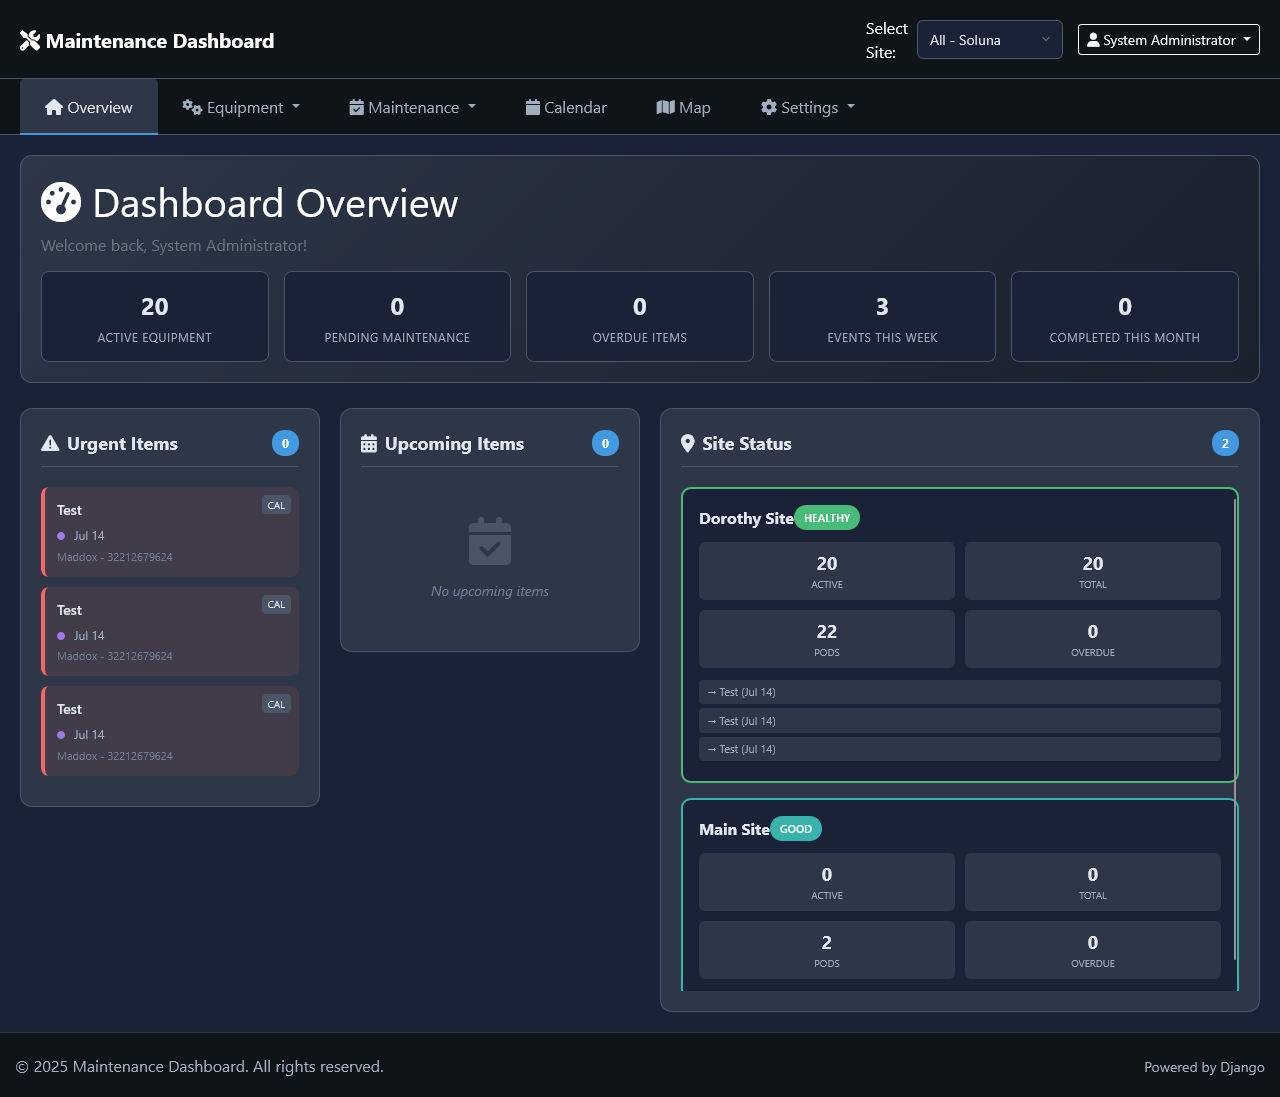 Maintenance Dashboard
Select Site:
All - Soluna
System Administrator
Overview
Equipment
Maintenance
Calendar
Map
Settings
Dashboard Overview
Welcome back, System Administrator!
20
ACTIVE EQUIPMENT
0
PENDING MAINTENANCE
0
OVERDUE ITEMS
3
EVENTS THIS WEEK
0
COMPLETED THIS MONTH
Urgent Items
0
Test
CAL
Jul 14
Maddox - 32212679624
Test
CAL
Jul 14
Maddox - 32212679624
Test
CAL
Jul 14
Maddox - 32212679624
Upcoming Items
0
No upcoming items
Site Status
2
Dorothy Site HEALTHY
20
ACTIVE
20
TOTAL
22
PODS
0
OVERDUE
→ Test (Jul 14)
→ Test (Jul 14)
→ Test (Jul 14)
Main Site GOOD
0
ACTIVE
0
TOTAL
2
PODS
0
OVERDUE
© 2025 Maintenance Dashboard. All rights reserved.
Powered by Django